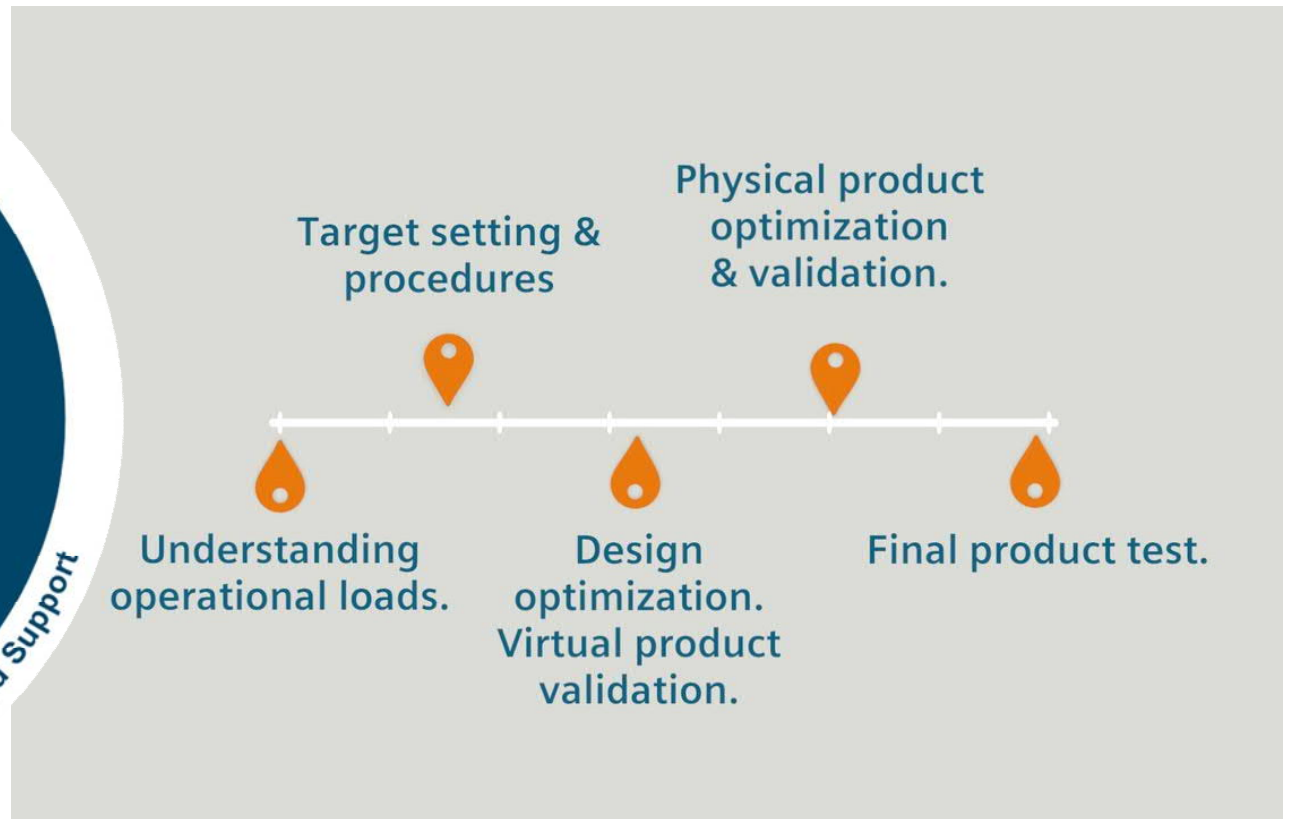 Physical product
optimization
& validation.
Target setting &
procedures
Understanding
operational loads.
Design
optimization.
Virtual product
validation.
Final product test.
Support